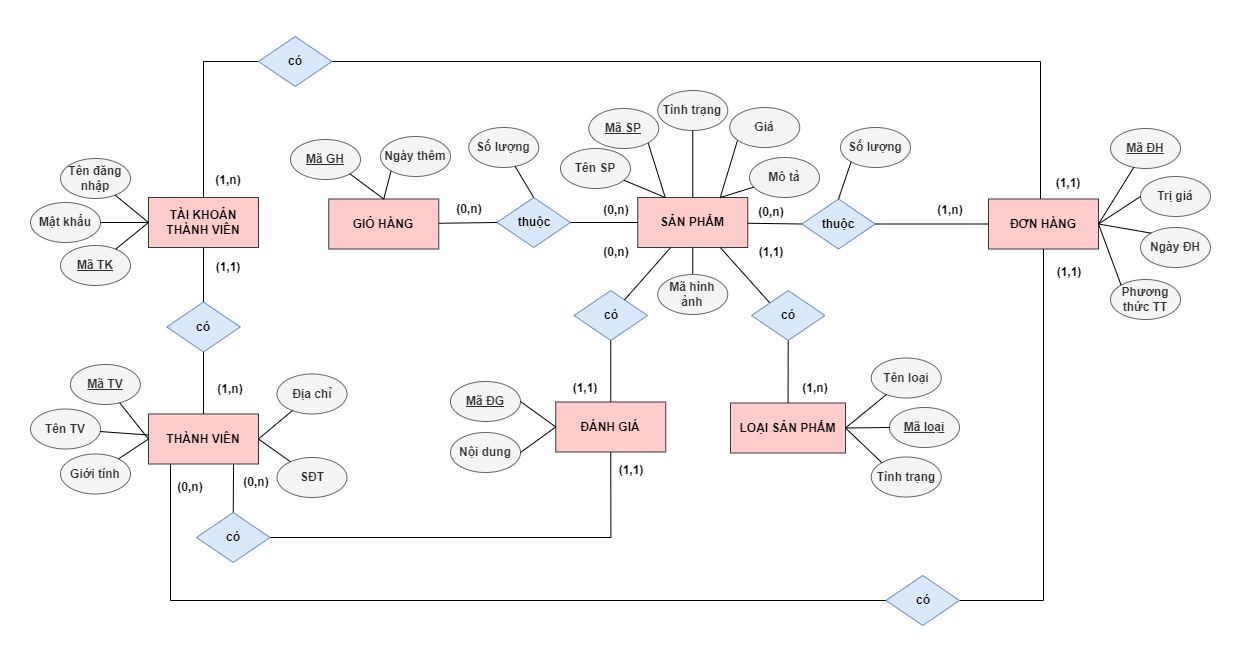 có
Tên đăng
nhập
Mật khẩu
Mã TK
TÀI KHOẢN
THÀNH VIÊN
(1,n)
(1,1)
Mã GH
Ngày thêm
GIỎ HÀNG
(0,n)
Số lượng
thuộc
(0,n)
Tên SP
Mã SP
Tình trạng
Giá
Mô tả
SẢN PHẨM
(0,n)
(0,n)
(1,1)
Mã hình
ảnh
Số lượng
thuộc
(1,n)
(1,1)
ĐƠN HÀNG
(1,1)
Mã ĐH
Trị giá
Ngày ĐH
Phương
thức TT
có
có
có
(1,n)
Mã TV
Tên TV
Giới tính
THÀNH VIÊN
Địa chỉ
SĐT
(0,n)
(0,n)
có
(1,1)
Mã ĐG
Nội dung
ĐÁNH GIÁ
(1,1)
(1,n)
LOẠI SẢN PHẨM
Tên loại
Mã loại
Tình trạng
có